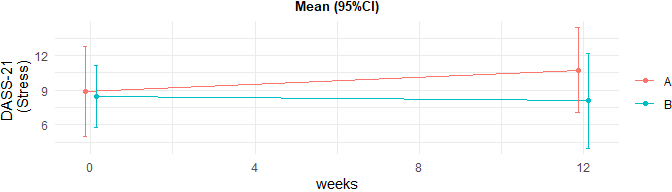 Mean (95%CI)
DASS-21
(Stress)
12
9
6
0
4
8
12
weeks
A
B